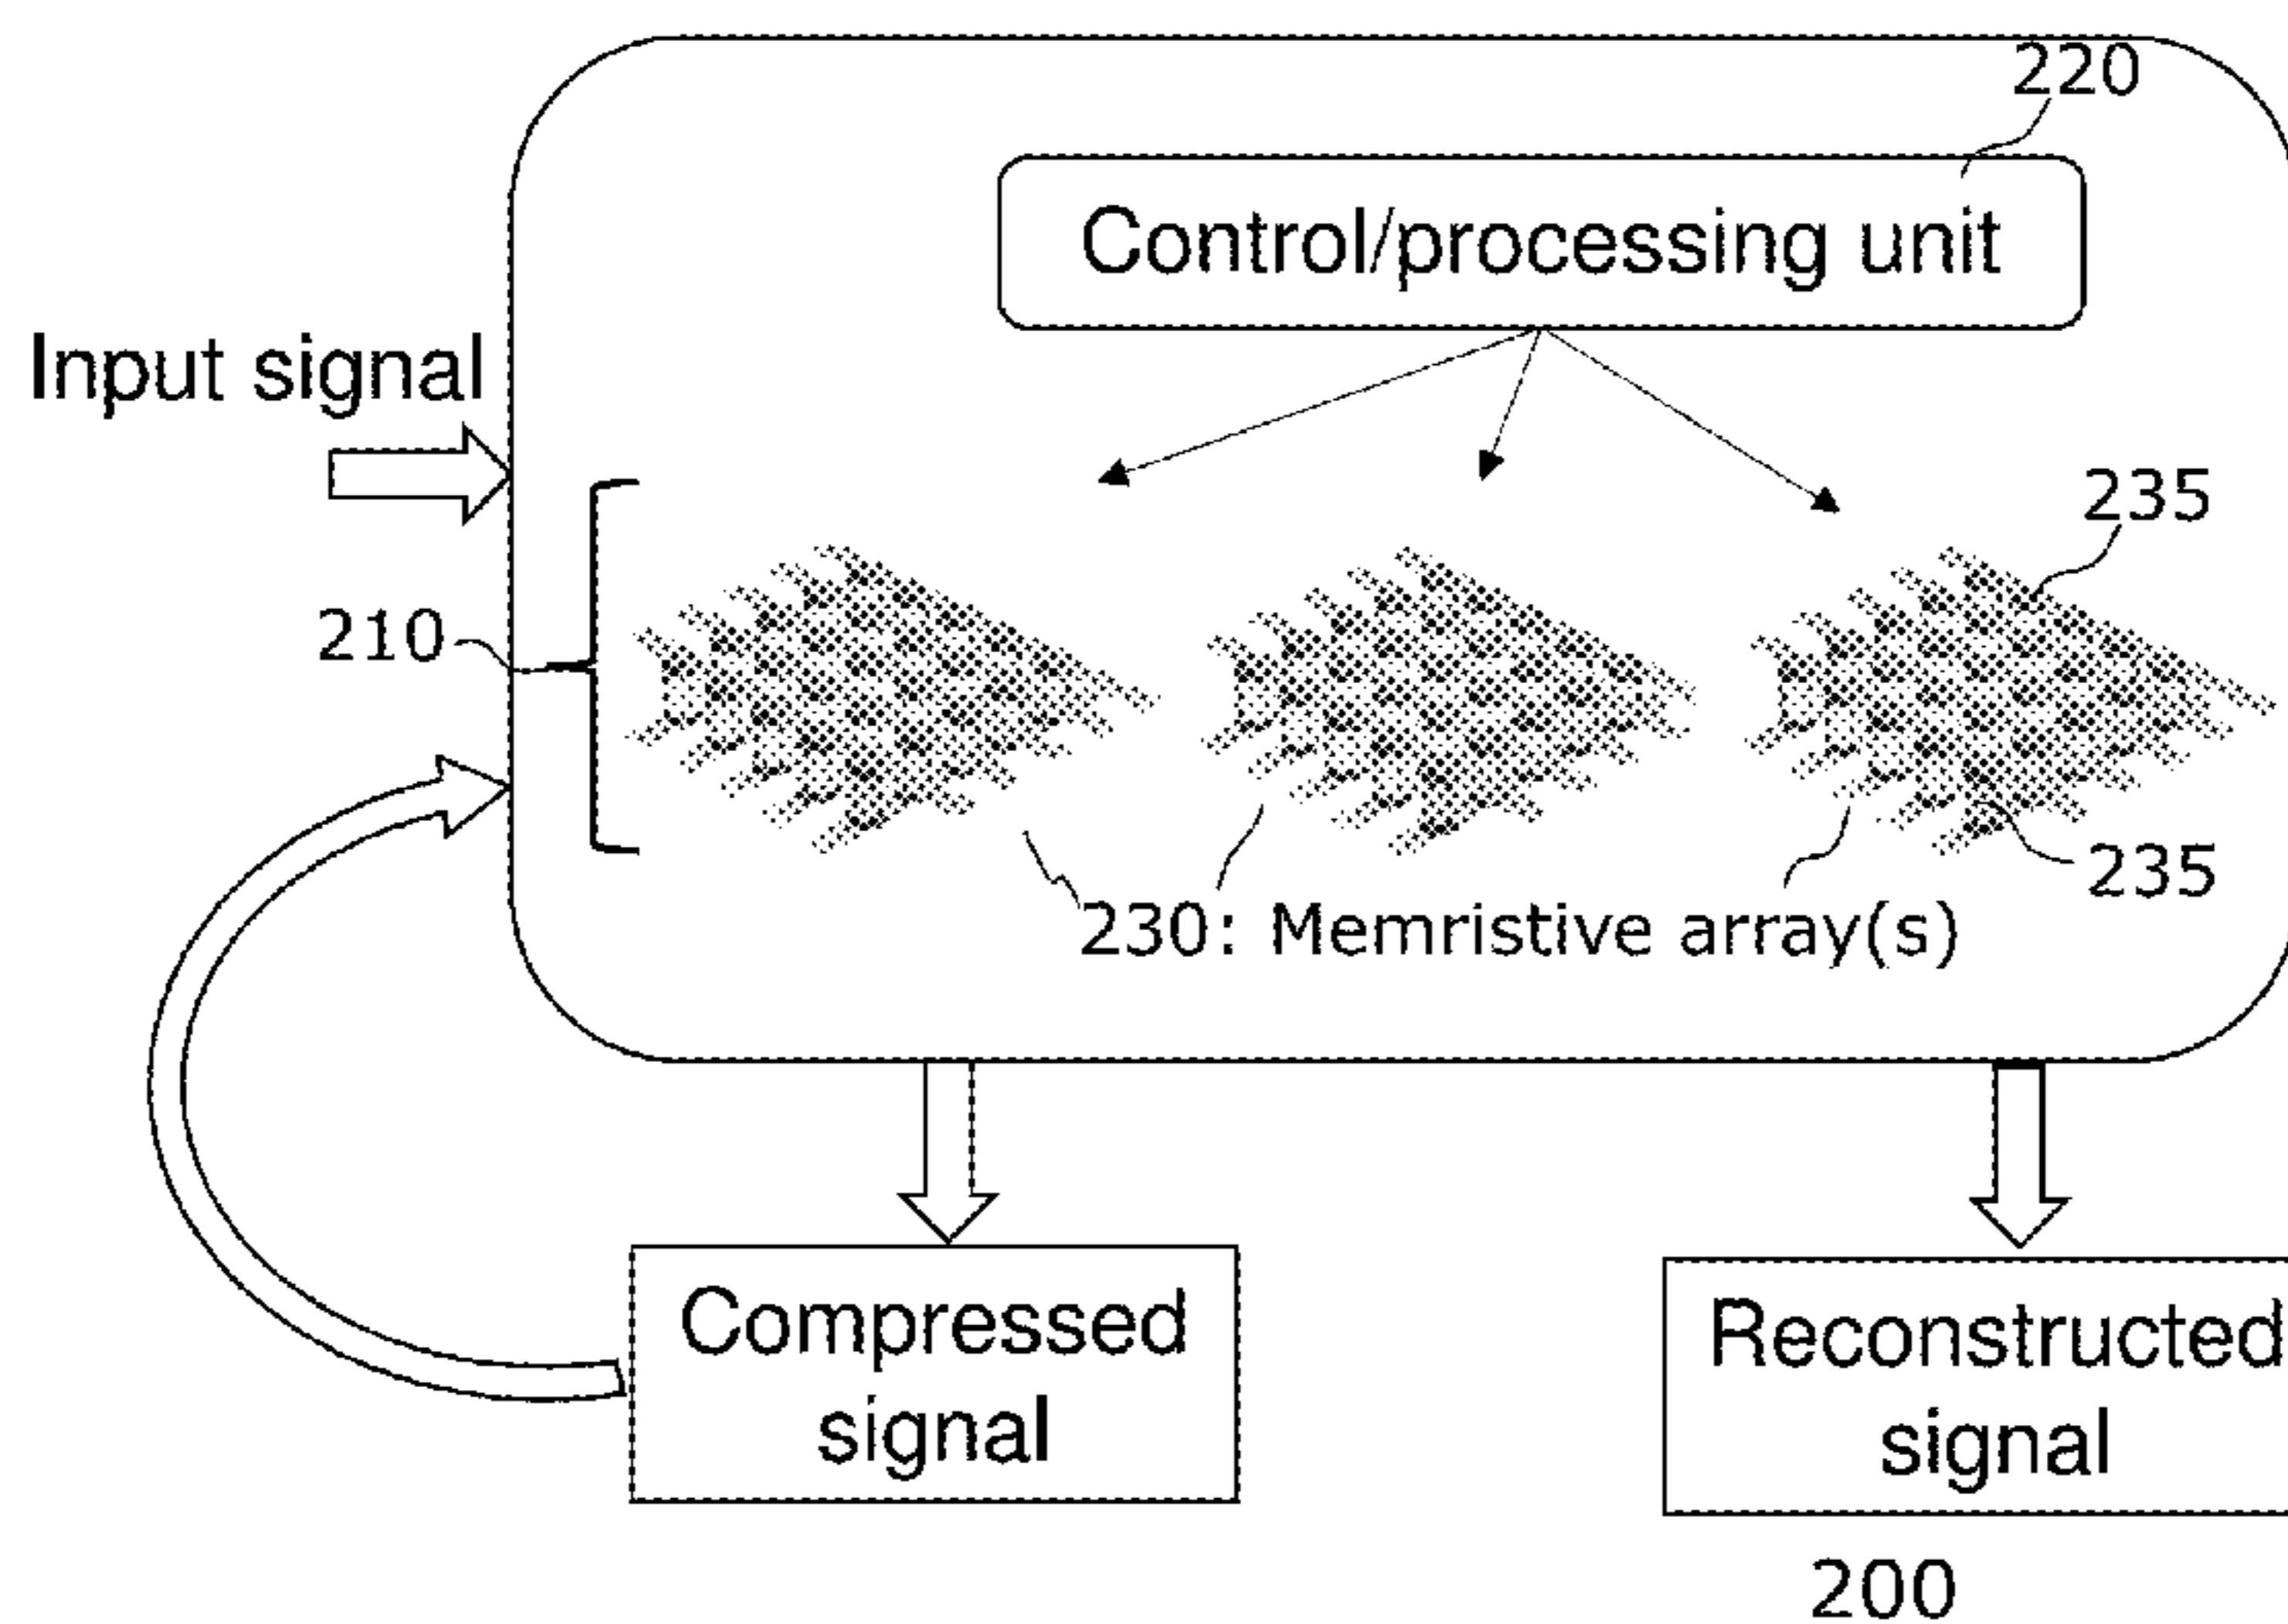 220
Control/processing unit
Input signal
235
210
235
230: Memristive array(s)
Compressed
signal
Reconstructed
signal
200